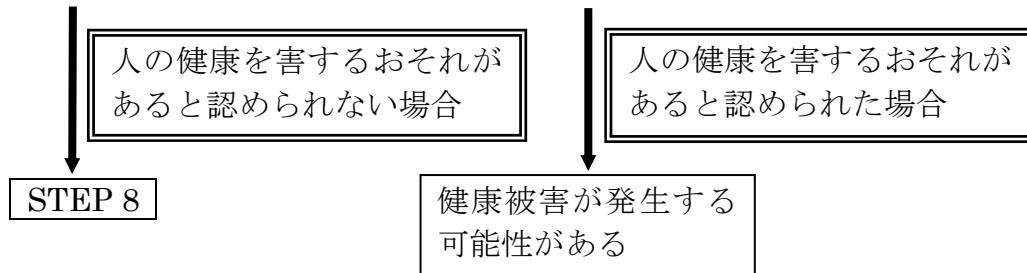 人の健康を害するおそれが
あると認められない場合
人の健康を害するおそれが
あると認められた場合
STEP 8
健康被害が発生する
可能性がある